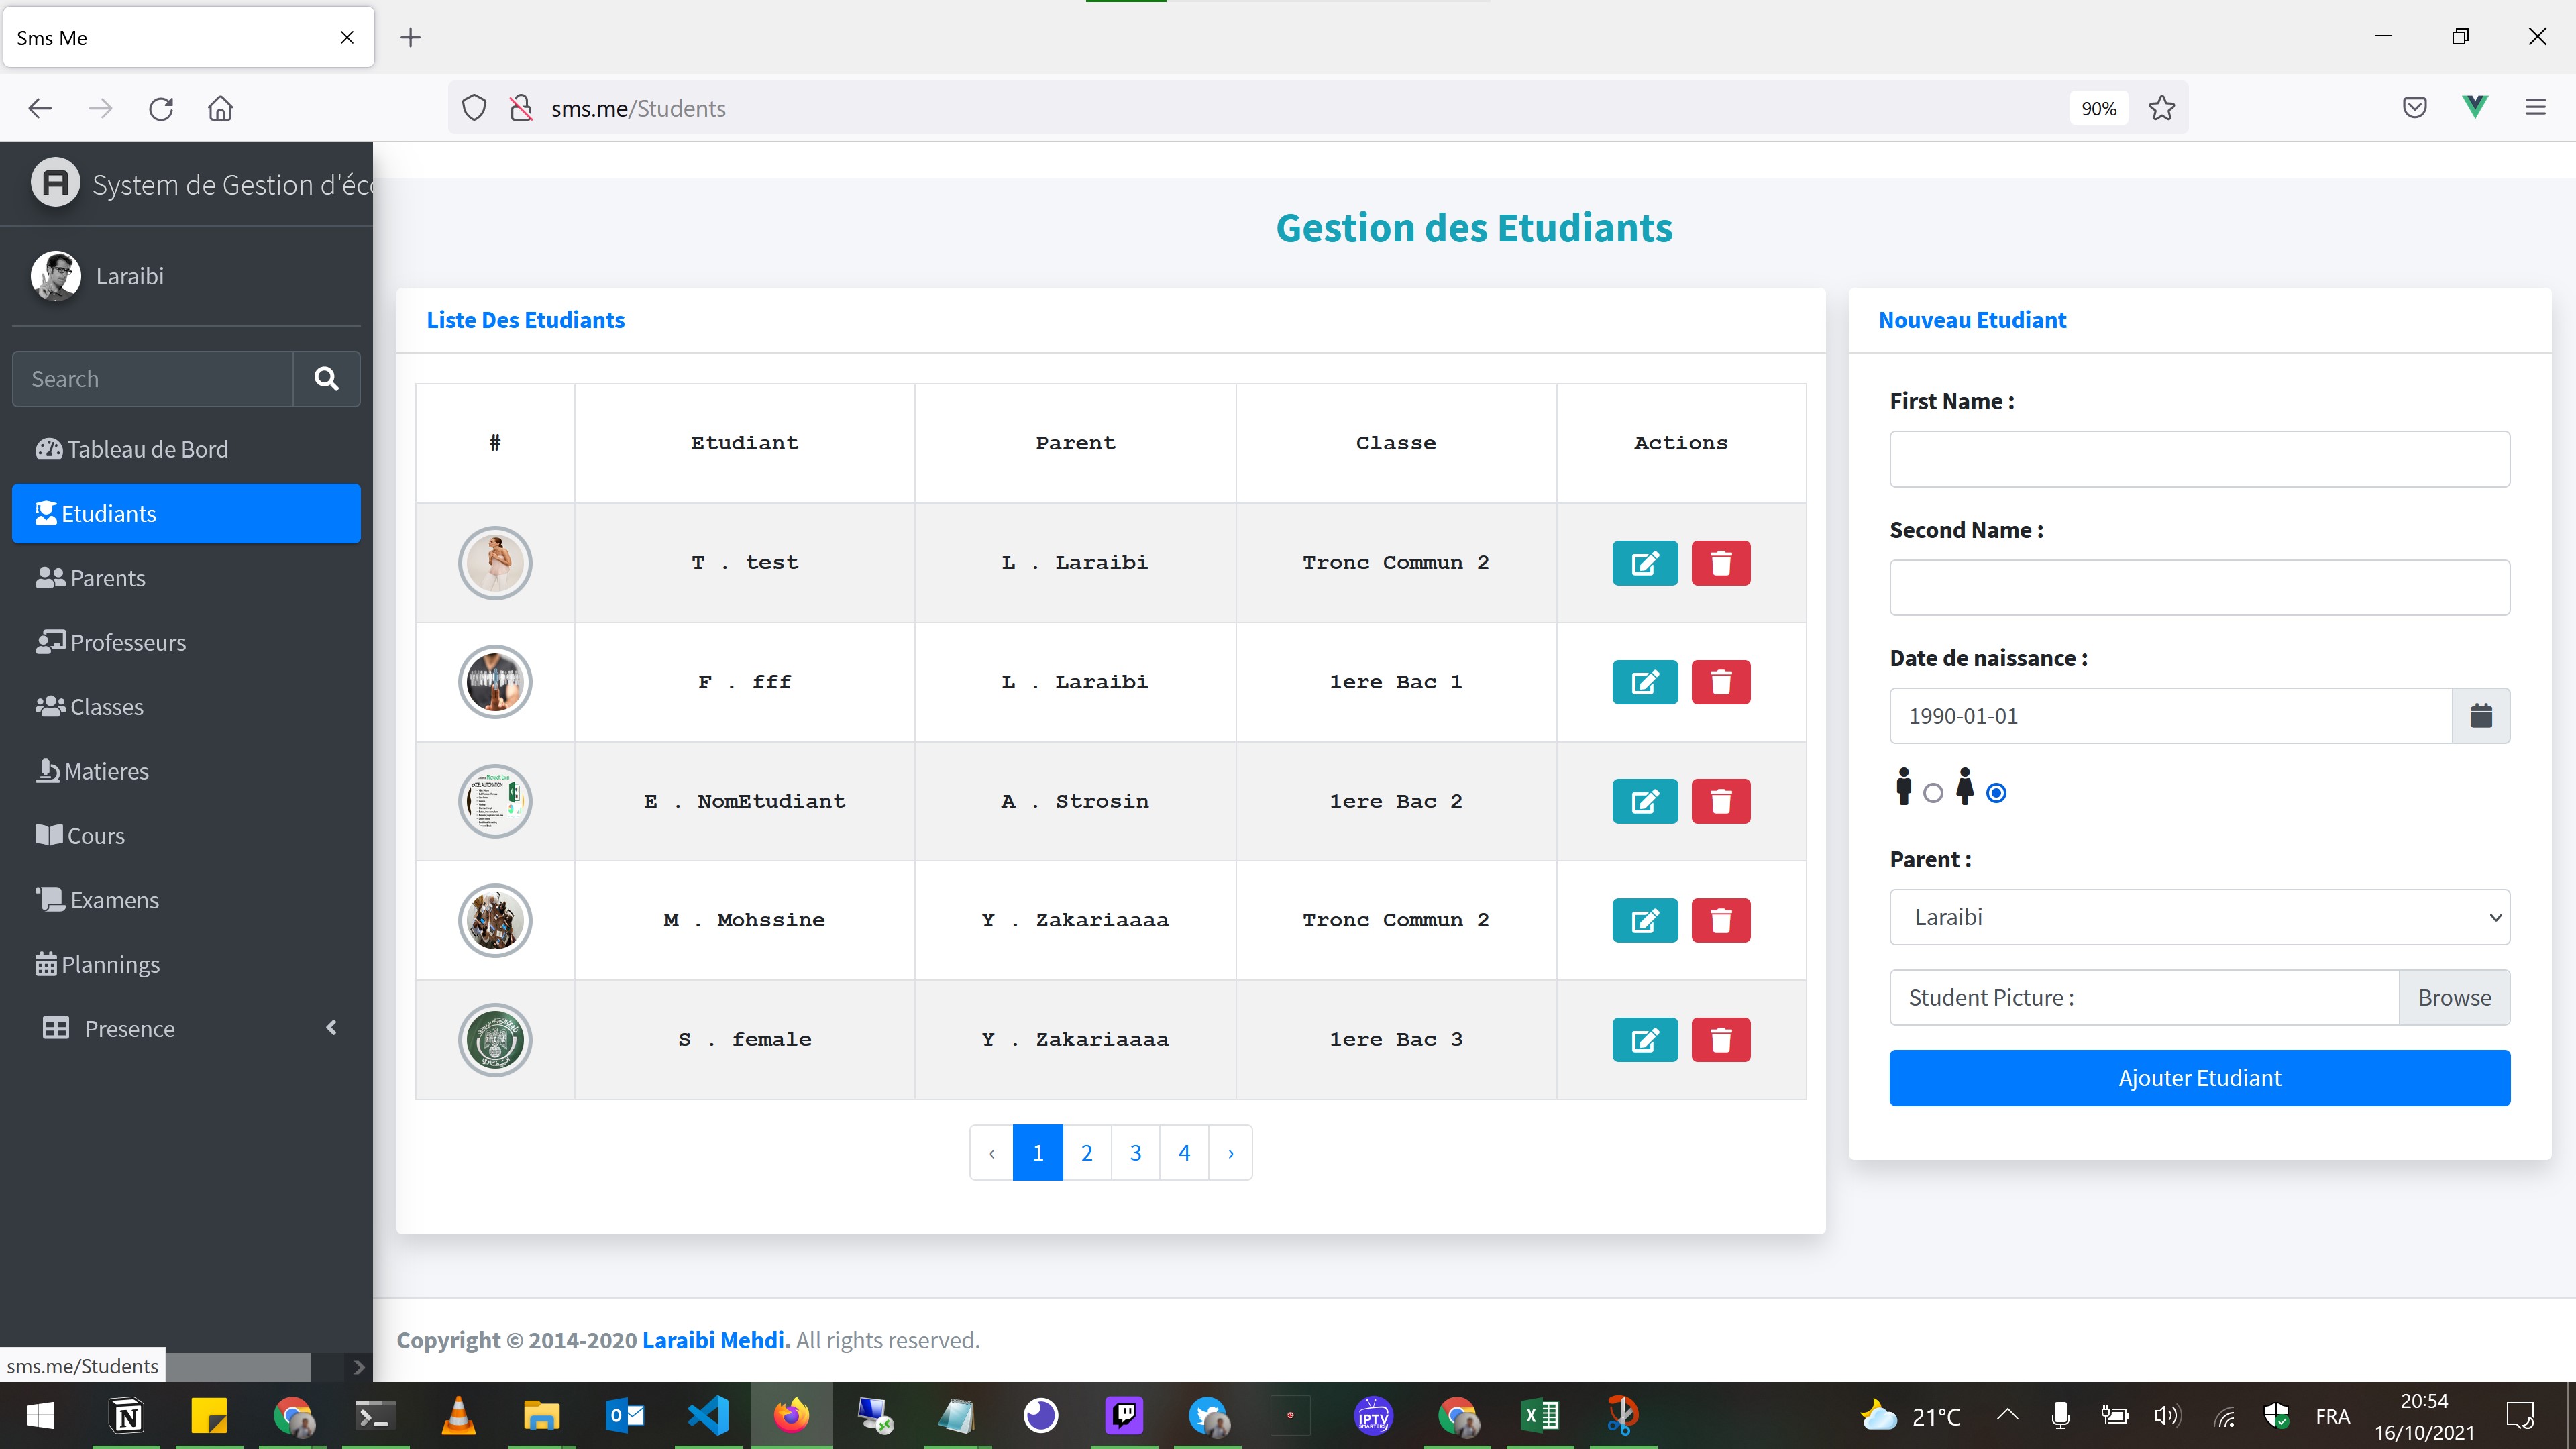 Sms Me
sms.me/Students
90%
System de Gestion d'éco
Laraibi
Search
Tableau de Bord
Etudiants
Parents
Professeurs
Classes
Matieres
Cours
Examens
Plannings
Presence
sms.me/Students
Gestion des Etudiants
Liste Des Etudiants
# Etudiant Parent Classe Actions
T . test L . Laraibi Tronc Commun 2
F . fff L . Laraibi 1ere Bac 1
E . NomEtudiant A . Strosin 1ere Bac 2
M . Mohssine Y . Zakariaaaa Tronc Commun 2
S . female Y . Zakariaaaa 1ere Bac 3
‹ 1 2 3 4 ›
Nouveau Etudiant
First Name :
Second Name :
Date de naissance :
1990-01-01
Parent :
Laraibi
Student Picture : Browse
Ajouter Etudiant
Copyright © 2014-2020 Laraibi Mehdi. All rights reserved.
IPTV
21°C
FRA
20:54
16/10/2021